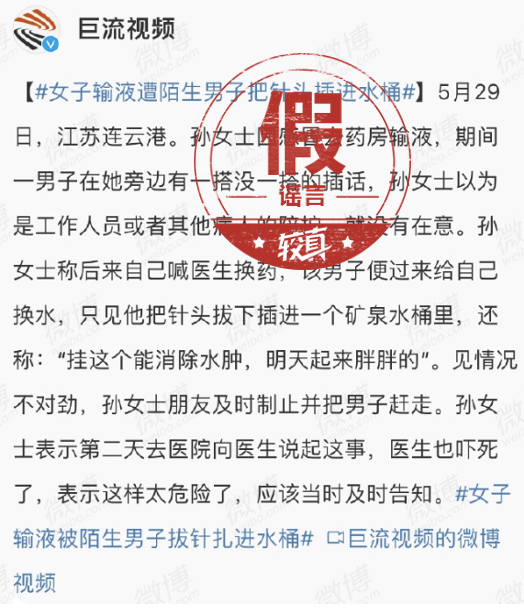 巨流视频
【#女子输液遭陌生男子把针头插进水桶#】5月29
日，江苏连云港。孙女士因感冒去药房输液，期间
一男子在她旁边有一搭没一搭的插话，孙女士以为
是工作人员或者其他病人的陪护，就没有在意。孙
女士称后来自己喊医生换药，该男子便过来给自己
换水，只见他把针头拔下插进一个矿泉水桶里，还
称：“挂这个能消除水肿，明天起来胖胖的”。见情况
不对劲，孙女士朋友及时制止并把男子赶走。孙女
士表示第二天去医院向医生说起这事，医生也吓死
了，表示这样太危险了，应该当时及时告知。#女子
输液被陌生男子拔针扎进水桶# 巨流视频的微博
视频
假
谣言
较真